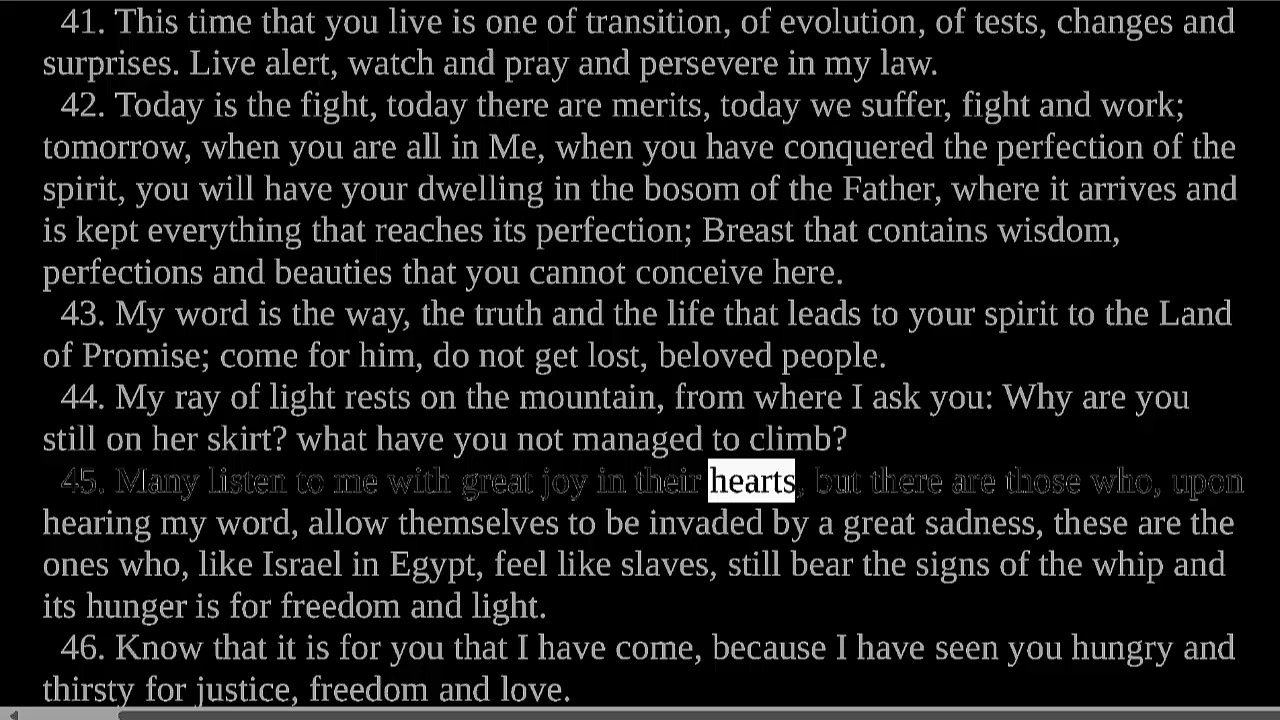 41. This time that you live is one of transition, of evolution, of tests, changes and
surprises. Live alert, watch and pray and persevere in my law.
42. Today is the fight, today there are merits, today we suffer, fight and work;
tomorrow, when you are all in Me, when you have conquered the perfection of the
spirit, you will have your dwelling in the bosom of the Father, where it arrives and
is kept everything that reaches its perfection; Breast that contains wisdom,
perfections and beauties that you cannot conceive here.
43. My word is the way, the truth and the life that leads to your spirit to the Land
of Promise; come for him, do not get lost, beloved people.
44. My ray of light rests on the mountain, from where I ask you: Why are you
still on her skirt? what have you not managed to climb?
45. Many listen to me with great joy in their hearts, but there are those who, upon
hearing my word, allow themselves to be invaded by a great sadness, these are the
ones who, like Israel in Egypt, feel like slaves, still bear the signs of the whip and
its hunger is for freedom and light.
46. Know that it is for you that I have come, because I have seen you hungry and
thirsty for justice, freedom and love.